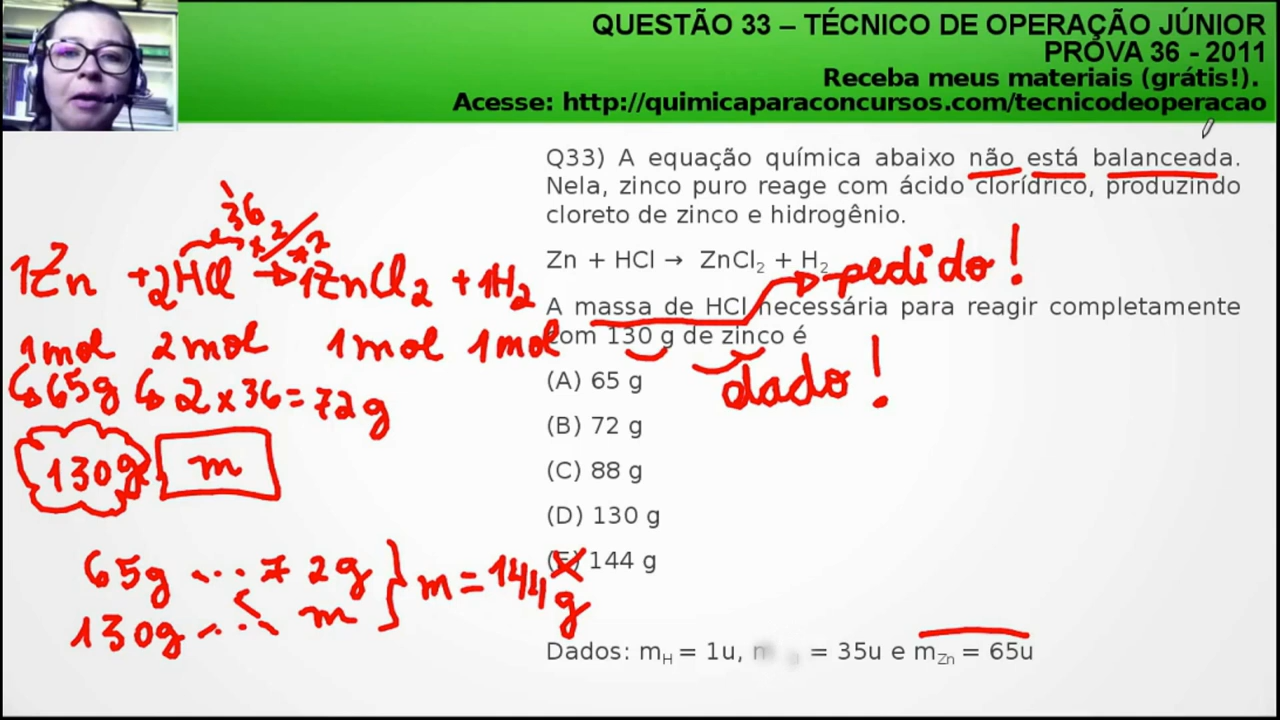 QUESTÃO 33 – TÉCNICO DE OPERAÇÃO JÚNIOR
PROVA 36 - 2011
Receba meus materiais (grátis!).
Acesse: http://quimicaparaconcursos.com/tecnicodeoperacao
Q33) A equação química abaixo não está balanceada.
Nela, zinco puro reage com ácido clorídrico, produzindo
cloreto de zinco e hidrogênio.
Zn + HCl → ZnCl2 + H2
pedido!
A massa de HCl necessária para reagir completamente
com 130 g de zinco é
dado!
(A) 65 g
(B) 72 g
(C) 88 g
(D) 130 g
(E) 144 g
Dados: mH = 1u, = 35u e mZn = 65u
36
x2 x2
1Zn + 2HCl → 1ZnCl2 + 1H2
1mol 2mol 1mol 1mol
65g 2x36=72g
130g m
65g ... 72g
130g ... m
m = 144 g